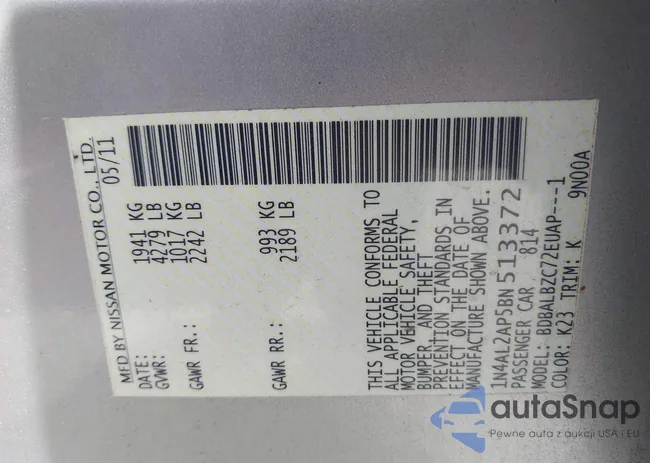 MFD BY NISSAN MOTOR CO., LTD.
DATE: 05/11
GVWR: 1941 KG
4279 LB
GAWR FR.: 1017 KG
2242 LB
GAWR RR.: 993 KG
2189 LB
THIS VEHICLE CONFORMS TO
ALL APPLICABLE FEDERAL
MOTOR VEHICLE SAFETY,
BUMPER, AND THEFT
PREVENTION STANDARDS IN
EFFECT ON THE DATE OF
MANUFACTURE SHOWN ABOVE.
1N4AL2AP5BN513372
PASSENGER CAR 814
MODEL: BDBALBZC72EUAP---1
COLOR: K23 TRIM: K 9N00A
autaSnap
Pewne auta z aukcji USA i EU